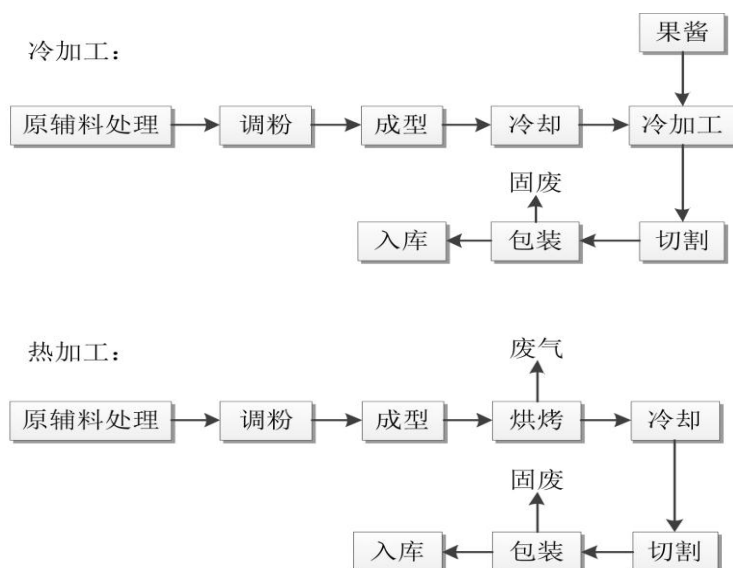 冷加工：
果酱
原辅料处理
调粉
成型
冷却
冷加工
固废
入库
包装
切割
热加工：
废气
原辅料处理
调粉
成型
烘烤
冷却
固废
入库
包装
切割